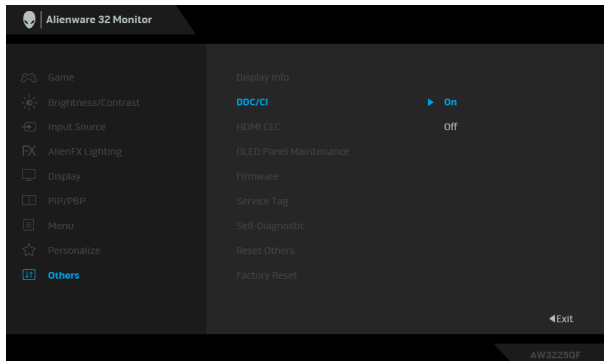 Alienware 32 Monitor
Game
Display Info
Brightness/Contrast
DDC/CI
On
Input Source
HDMI CEC
Off
FX AlienFX Lighting
OLED Panel Maintenance
Display
Firmware
PIP/PBP
Service Tag
Menu
Self-Diagnostic
Personalize
Reset Others
Others
Factory Reset
Exit
AW3225QF